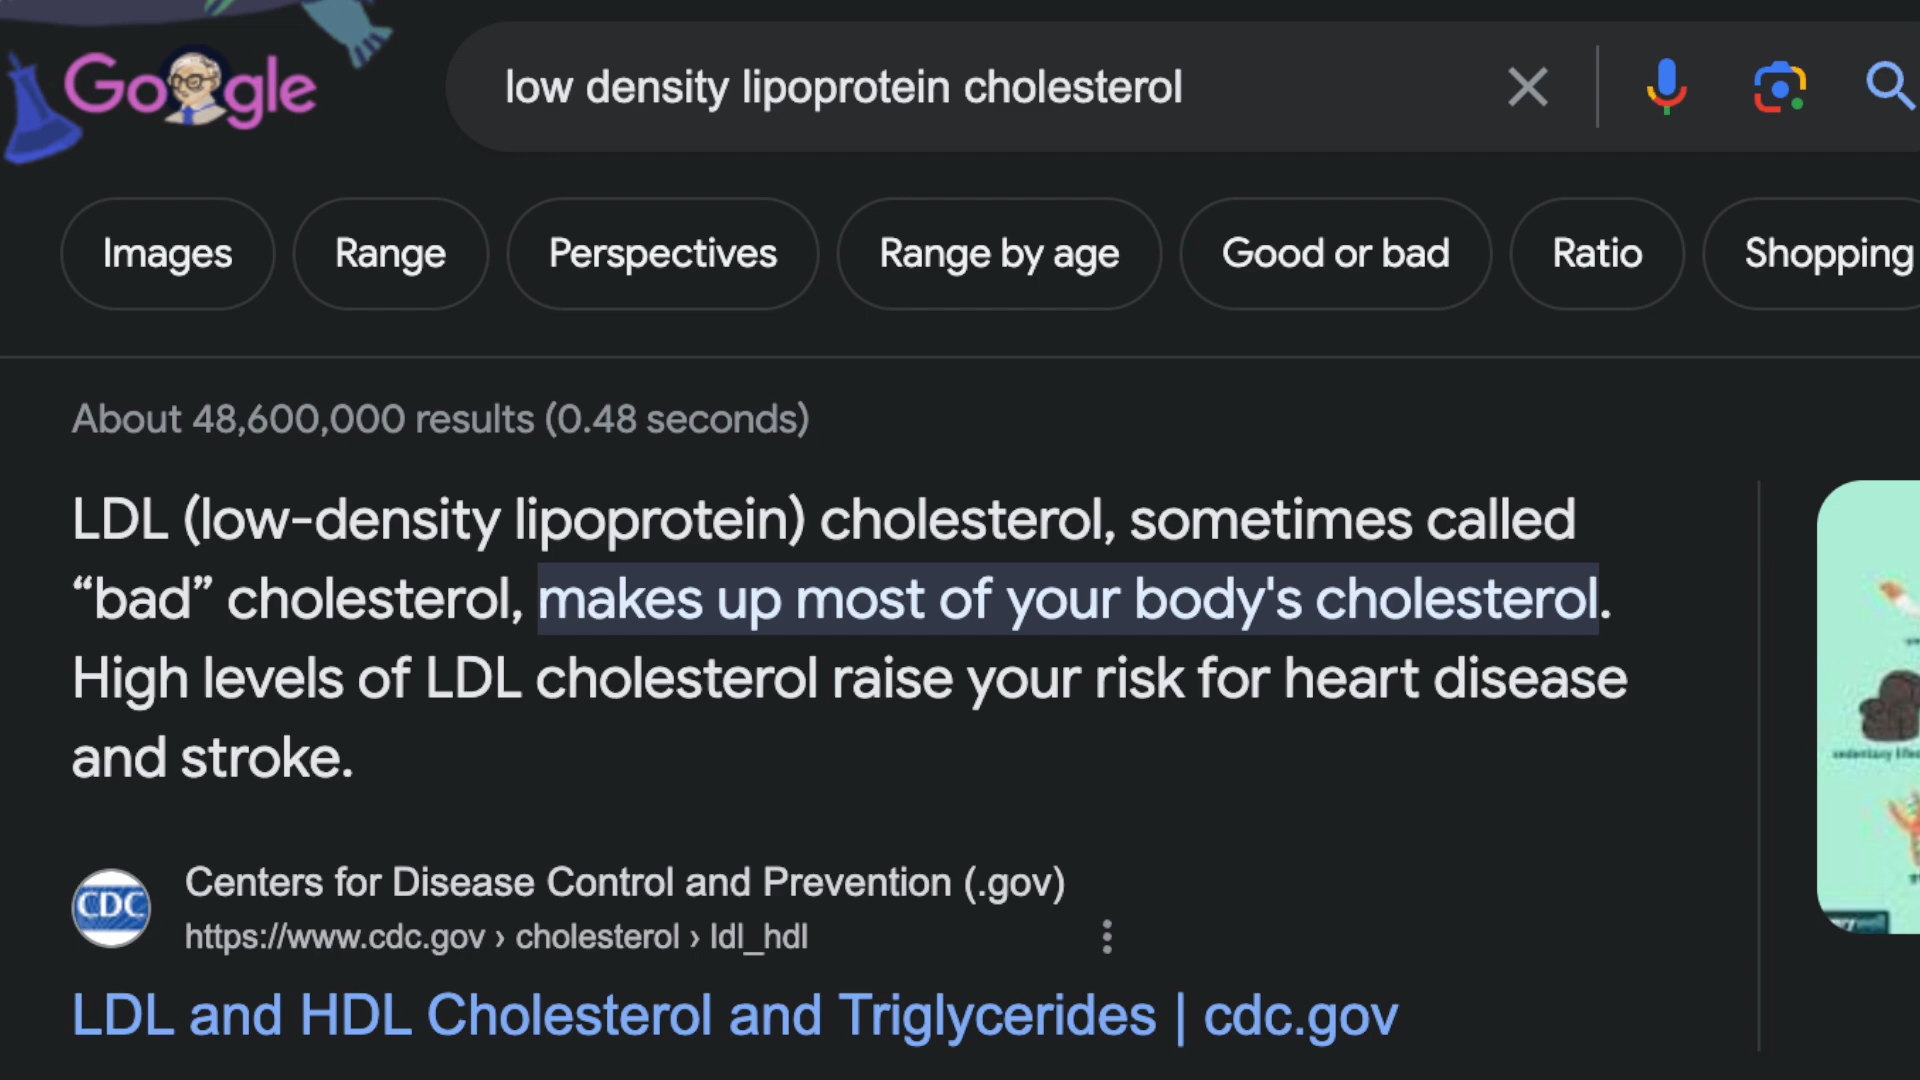 Google
low density lipoprotein cholesterol
Images
Range
Perspectives
Range by age
Good or bad
Ratio
Shopping
About 48,600,000 results (0.48 seconds)
LDL (low-density lipoprotein) cholesterol, sometimes called
“bad” cholesterol, makes up most of your body's cholesterol.
High levels of LDL cholesterol raise your risk for heart disease
and stroke.
CDC
Centers for Disease Control and Prevention (.gov)
https://www.cdc.gov › cholesterol › ldl_hdl
LDL and HDL Cholesterol and Triglycerides | cdc.gov